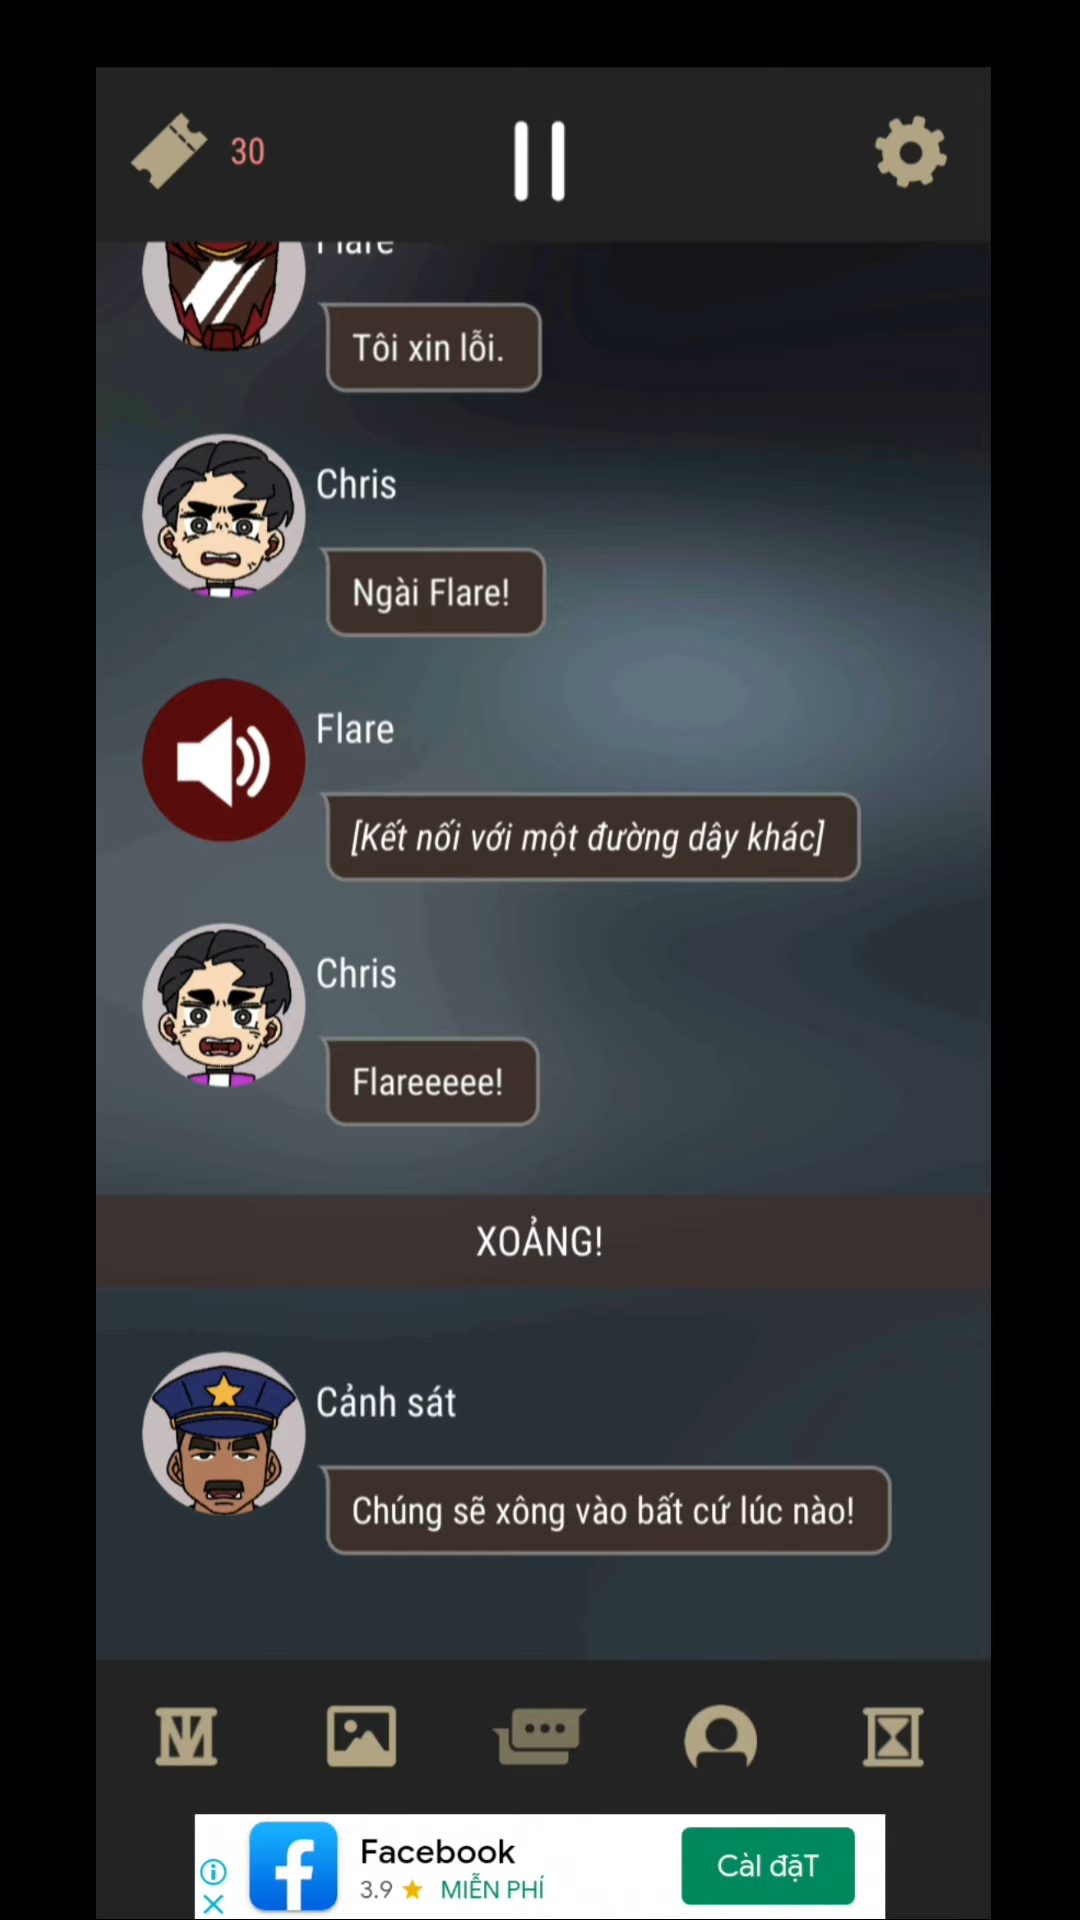 30
Flare
Tôi xin lỗi.
Chris
Ngài Flare!
Flare
[Kết nối với một đường dây khác]
Chris
Flareeeee!
XOẢNG!
Cảnh sát
Chúng sẽ xông vào bất cứ lúc nào!
Facebook
3.9 ★ MIỄN PHÍ
Cài đặT